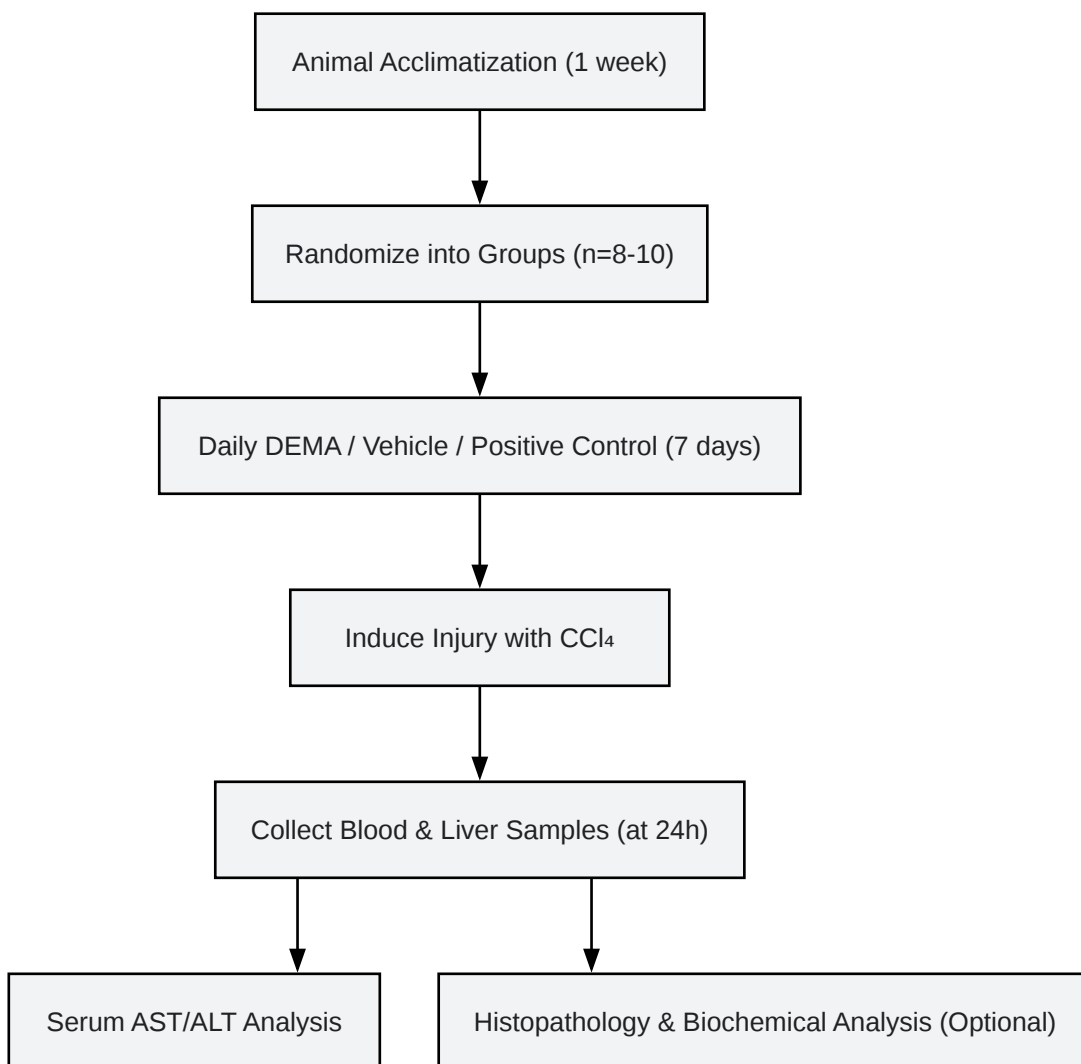 Animal Acclimatization (1 week)
Randomize into Groups (n=8-10)
Daily DEMA / Vehicle / Positive Control (7 days)
Induce Injury with CCl₄
Collect Blood & Liver Samples (at 24h)
Serum AST/ALT Analysis
Histopathology & Biochemical Analysis (Optional)